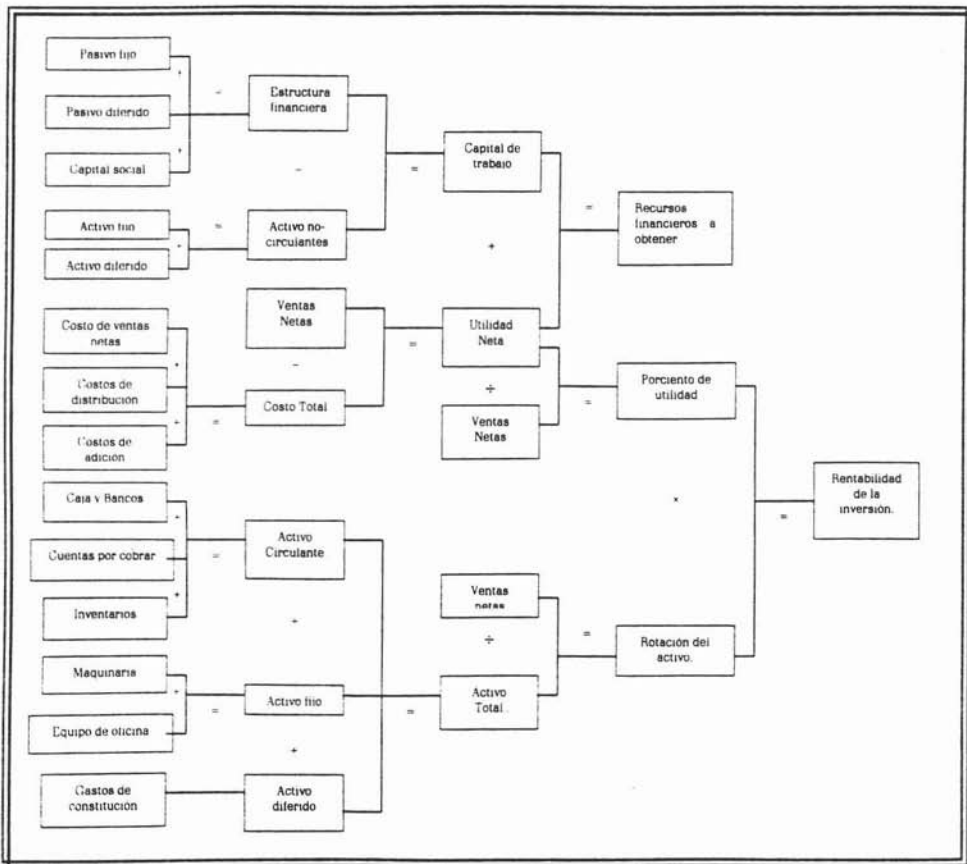 Pasivo fijo
Pasivo diferido
Capital social
Activo fijo
Activo diferido
Costo de ventas
netas
Costos de
distribución
Costos de
adición
Caja y Bancos
Cuentas por cobrar
Inventarios
Maquinaria
Equipo de oficina
Gastos de
constitución
+
+
+
+
+
+
+
+
=
=
=
=
=
Estructura
financiera
-
Activo no-
circulantes
Ventas
Netas
-
Costo Total
Activo
Circulante
+
Activo fijo
+
Activo
diferido
=
=
=
Capital de
trabajo
+
Utilidad
Neta
÷
Ventas
Netas
Ventas
netas
÷
Activo
Total.
=
=
=
Recursos
financieros a
obtener
Porciento de
utilidad
×
Rotación del
activo.
=
Rentabilidad
de la
inversión.